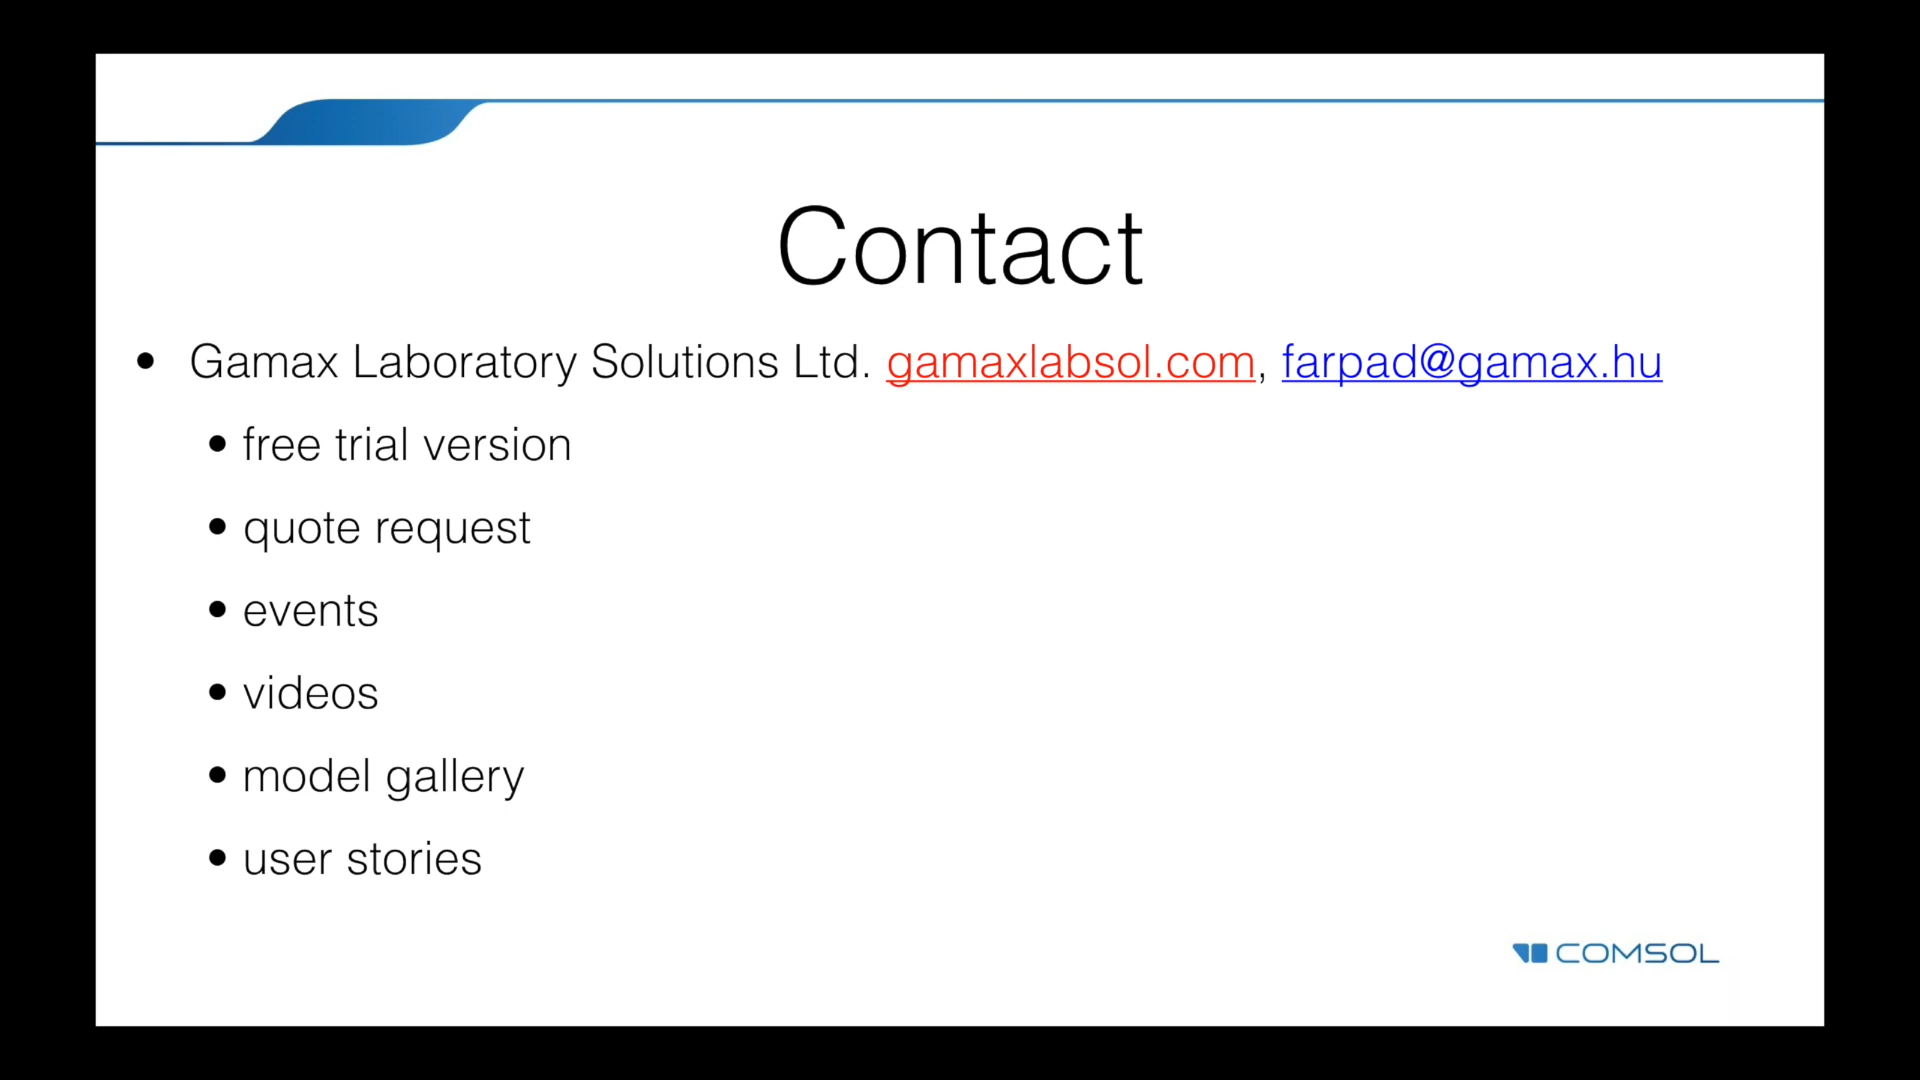 Contact
• Gamax Laboratory Solutions Ltd. gamaxlabsol.com, farpad@gamax.hu
• free trial version
• quote request
• events
• videos
• model gallery
• user stories
COMSOL